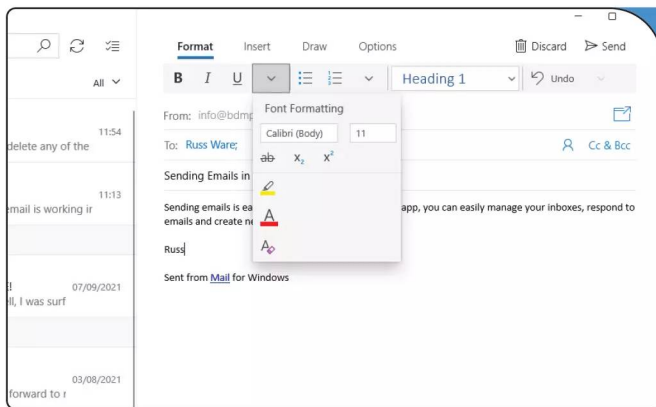 Format Insert Draw Options Discard Send
All
B I U Heading 1 Undo
Font Formatting
From: info@bdmp
Calibri (Body) 11
11:54
delete any of the
To: Russ Ware; Cc & Bcc
ab x₂ x²
Sending Emails in
11:13
email is working ir
Sending emails is ea app, you can easily manage your inboxes, respond to
emails and create ne
A
Russ
A
07/09/2021
ell, I was surf
Sent from Mail for Windows
03/08/2021
forward to r